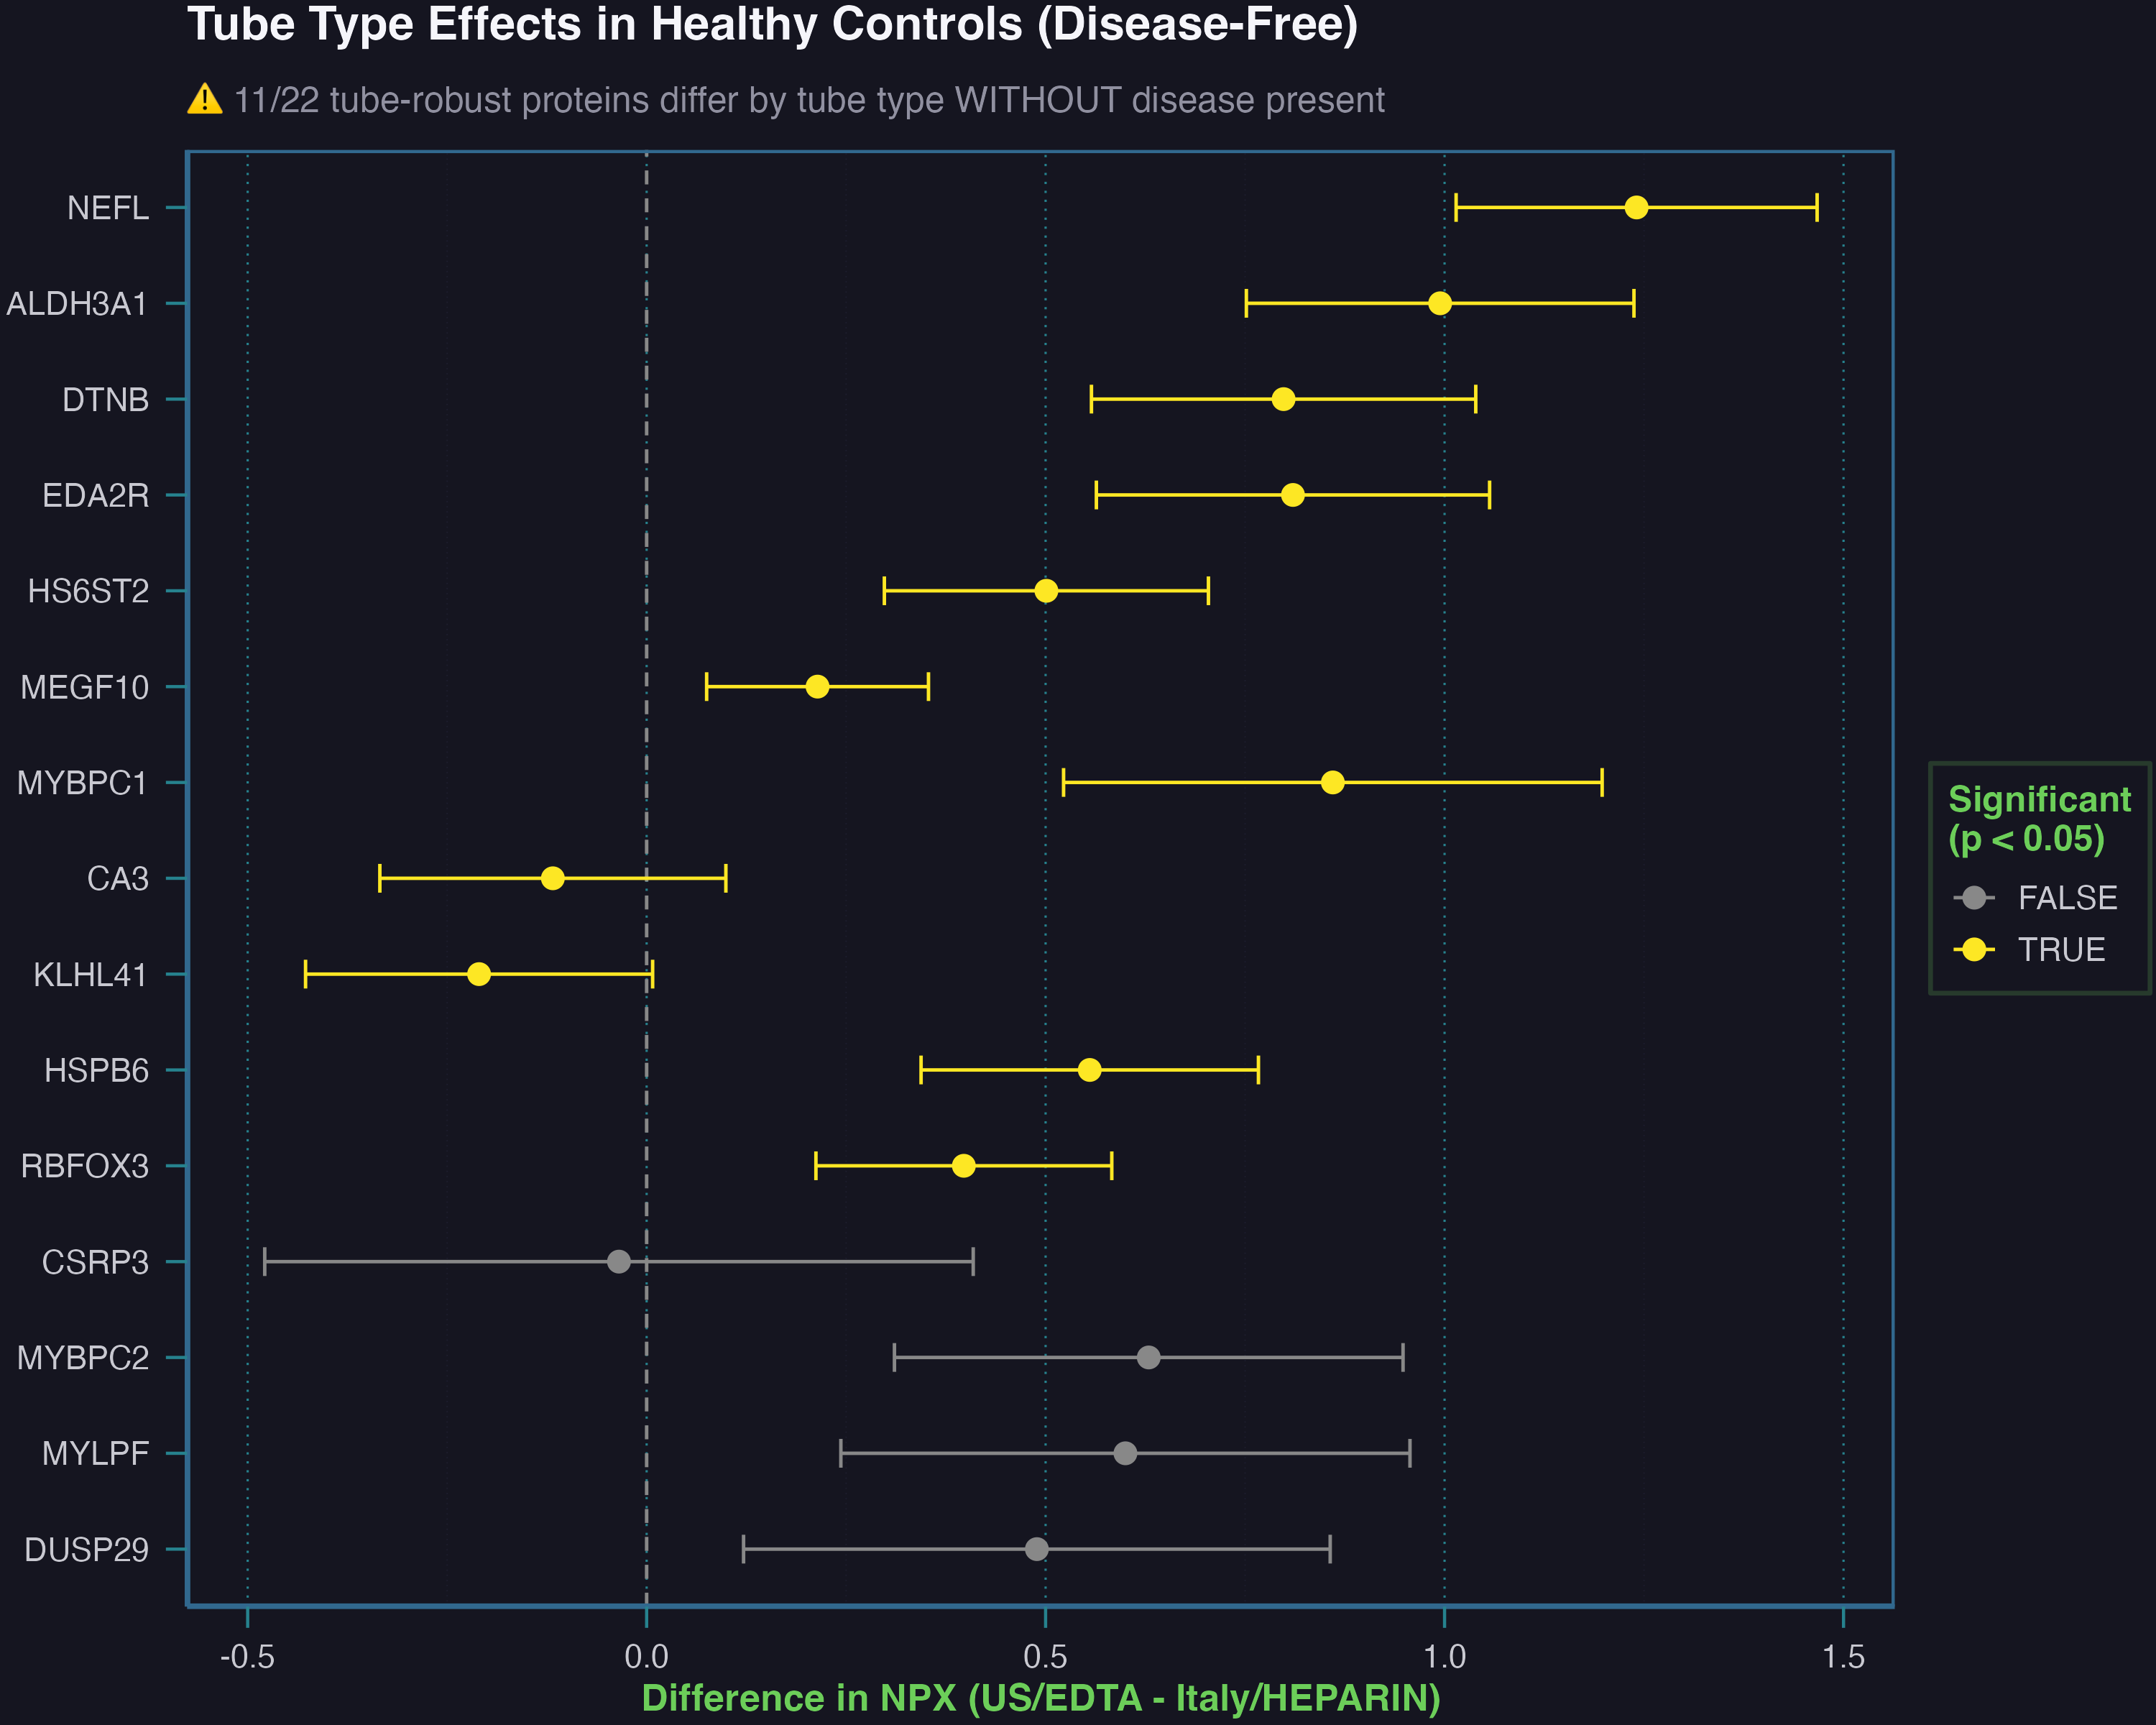 Tube Type Effects in Healthy Controls (Disease-Free)
⚠️ 11/22 tube-robust proteins differ by tube type WITHOUT disease present
NEFL
ALDH3A1
DTNB
EDA2R
HS6ST2
MEGF10
MYBPC1
CA3
KLHL41
HSPB6
RBFOX3
CSRP3
MYBPC2
MYLPF
DUSP29
-0.5 0.0 0.5 1.0 1.5
Difference in NPX (US/EDTA - Italy/HEPARIN)
Significant
(p < 0.05)
FALSE
TRUE